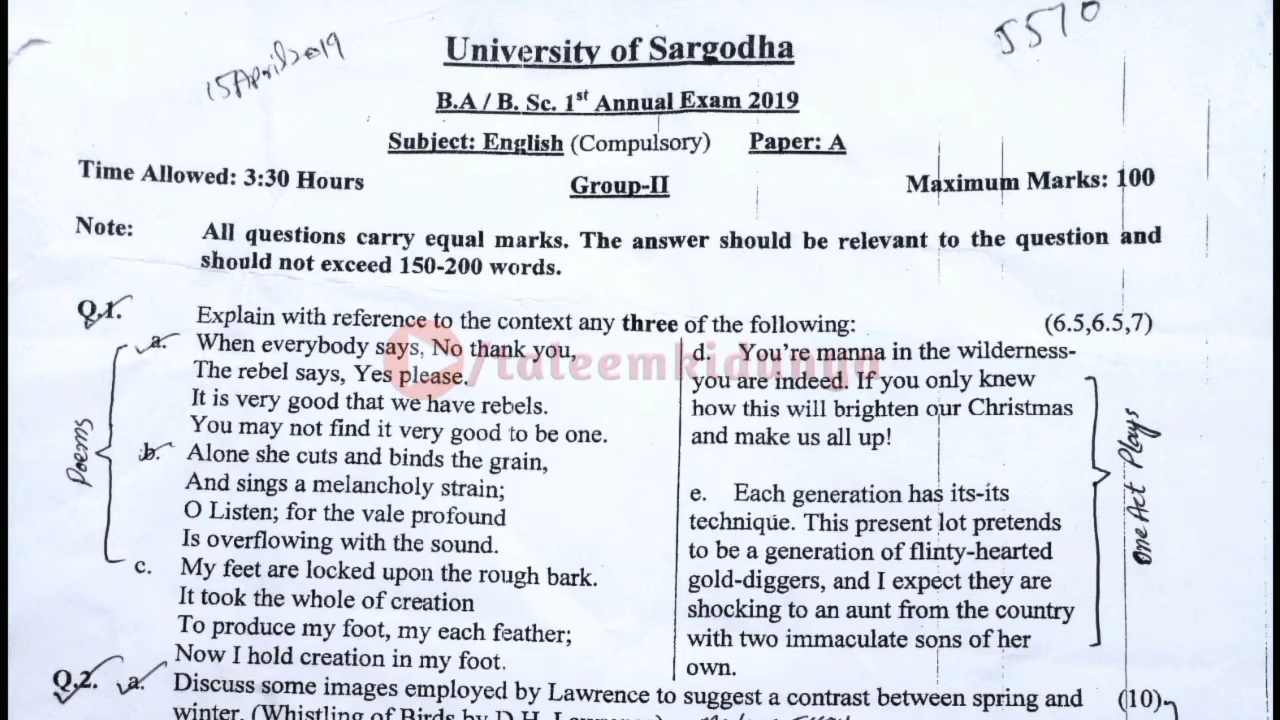 15 April 2019
5570
University of Sargodha
B.A / B. Sc. 1st Annual Exam 2019
Subject: English (Compulsory) Paper: A
Time Allowed: 3:30 Hours
Group-II
Maximum Marks: 100
Note: All questions carry equal marks. The answer should be relevant to the question and
should not exceed 150-200 words.
Q.1. Explain with reference to the context any three of the following: (6.5,6.5,7)
/taleemkidunya
Poems
a. When everybody says, No thank you,
The rebel says, Yes please.
It is very good that we have rebels.
You may not find it very good to be one.
b. Alone she cuts and binds the grain,
And sings a melancholy strain;
O Listen; for the vale profound
Is overflowing with the sound.
c. My feet are locked upon the rough bark.
It took the whole of creation
To produce my foot, my each feather;
Now I hold creation in my foot.
d. You're manna in the wilderness-
you are indeed. If you only knew
how this will brighten our Christmas
and make us all up!
e. Each generation has its-its
technique. This present lot pretends
to be a generation of flinty-hearted
gold-diggers, and I expect they are
shocking to an aunt from the country
with two immaculate sons of her
own.
One Act Plays
Q.2. a. Discuss some images employed by Lawrence to suggest a contrast between spring and (10)
winter. (Whistling of Birds by D.H. Lawrence)